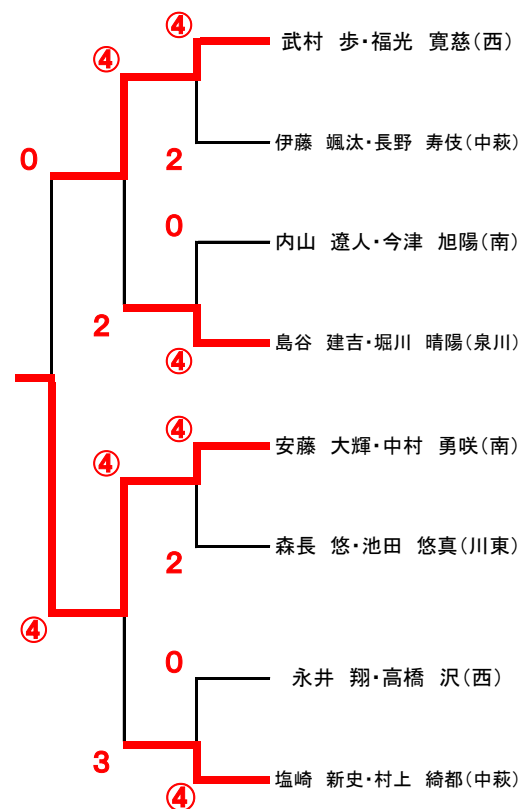 ④
武村 歩・福光 寛慈(西)
④
0
2
伊藤 颯汰・長野 寿伎(中萩)
0
内山 遼人・今津 旭陽(南)
2
島谷 建吉・堀川 晴陽(泉川)
④
④
安藤 大輝・中村 勇咲(南)
④
2
森長 悠・池田 悠真(川東)
④
0
永井 翔・高橋 沢(西)
3
塩崎 新史・村上 綺都(中萩)
④